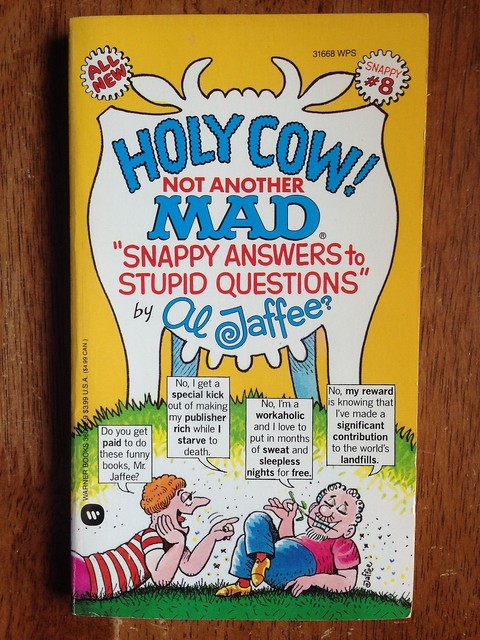 31668 WPS
ALL
NEW
SNAPPY
#8
HOLY COW!
NOT ANOTHER
MAD®
"SNAPPY ANSWERS to
STUPID QUESTIONS"
by Al Jaffee?
Do you get
paid to do
these funny
books, Mr.
Jaffee?
No, I get a
special kick
out of making
my publisher
rich while I
starve to
death.
No, I'm a
workaholic
and I love to
put in months
of sweat and
sleepless
nights for free.
No, my reward
is knowing that
I've made a
significant
contribution
to the world's
landfills.
WARNER BOOKS $3.99 U.S.A. ($4.99 CAN.)
W
Jaffee